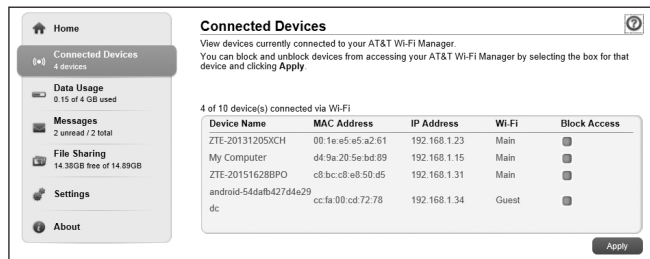 Home
Connected Devices
4 devices
Data Usage
0.15 of 4 GB used
Messages
2 unread / 2 total
File Sharing
14.38GB free of 14.89GB
Settings
About
Connected Devices
View devices currently connected to your AT&T Wi-Fi Manager.
You can block and unblock devices from accessing your AT&T Wi-Fi Manager by selecting the box for that
device and clicking Apply.
4 of 10 device(s) connected via Wi-Fi
Device Name MAC Address IP Address Wi-Fi Block Access
ZTE-20131205XCH 00:1e:e5:e5:a2:61 192.168.1.23 Main
My Computer d4:9a:20:5e:bd:89 192.168.1.15 Main
ZTE-20151628BPO c8:bc:c8:e8:50:d5 192.168.1.31 Main
android-54dafb427d4e29
dc cc:fa:00:cd:72:78 192.168.1.34 Guest
Apply